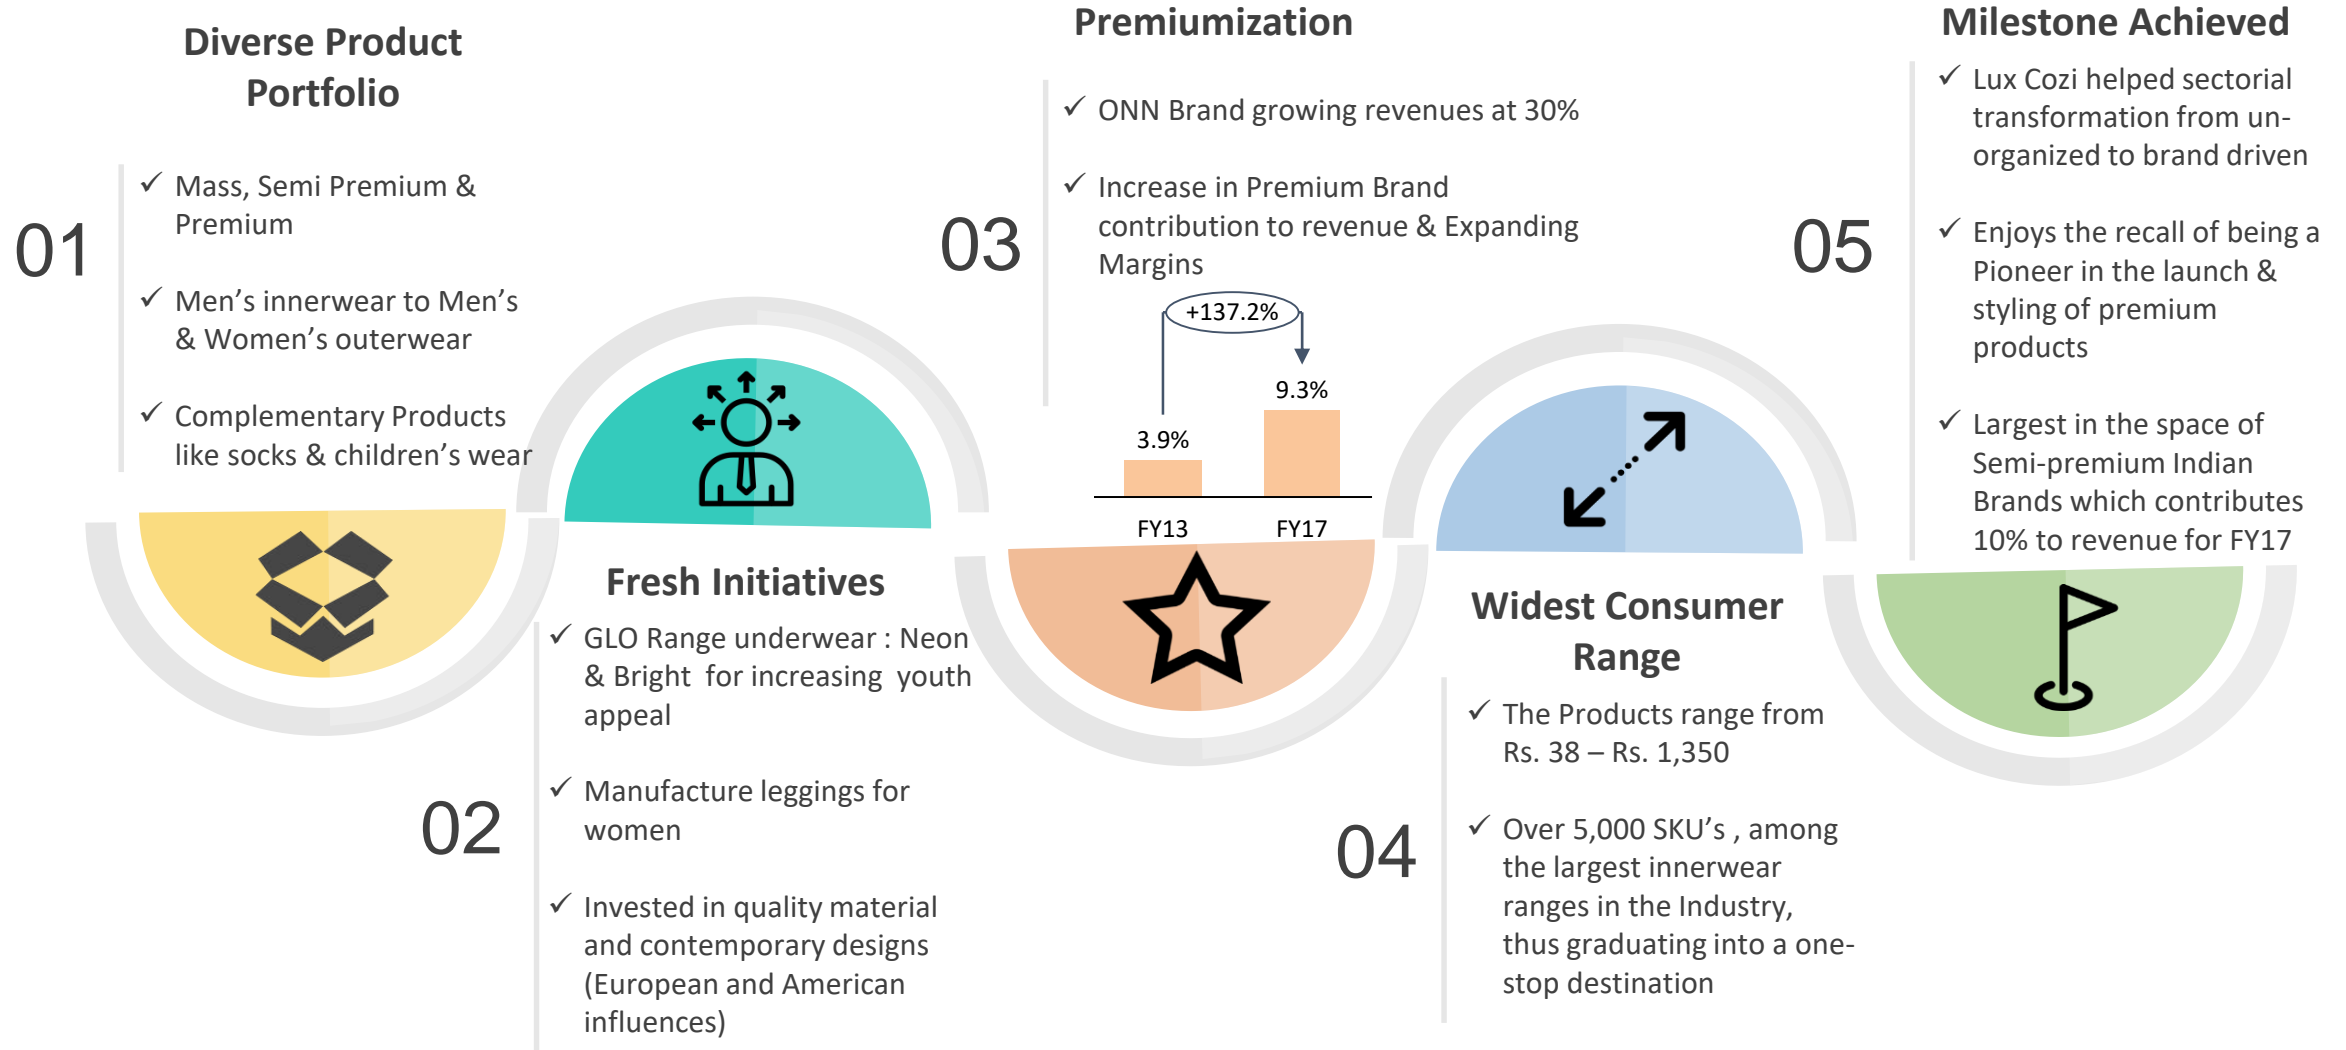 Diverse Product
Portfolio
01
✓ Mass, Semi Premium &
Premium
✓ Men’s innerwear to Men’s
& Women’s outerwear
✓ Complementary Products
like socks & children’s wear
Fresh Initiatives
02
✓ GLO Range underwear : Neon
& Bright for increasing youth
appeal
✓ Manufacture leggings for
women
✓ Invested in quality material
and contemporary designs
(European and American
influences)
Premiumization
03
✓ ONN Brand growing revenues at 30%
✓ Increase in Premium Brand
contribution to revenue & Expanding
Margins
+137.2%
9.3%
3.9%
FY13 FY17
Widest Consumer
Range
04
✓ The Products range from
Rs. 38 – Rs. 1,350
✓ Over 5,000 SKU’s , among
the largest innerwear
ranges in the Industry,
thus graduating into a one-
stop destination
Milestone Achieved
05
✓ Lux Cozi helped sectorial
transformation from un-
organized to brand driven
✓ Enjoys the recall of being a
Pioneer in the launch &
styling of premium
products
✓ Largest in the space of
Semi-premium Indian
Brands which contributes
10% to revenue for FY17